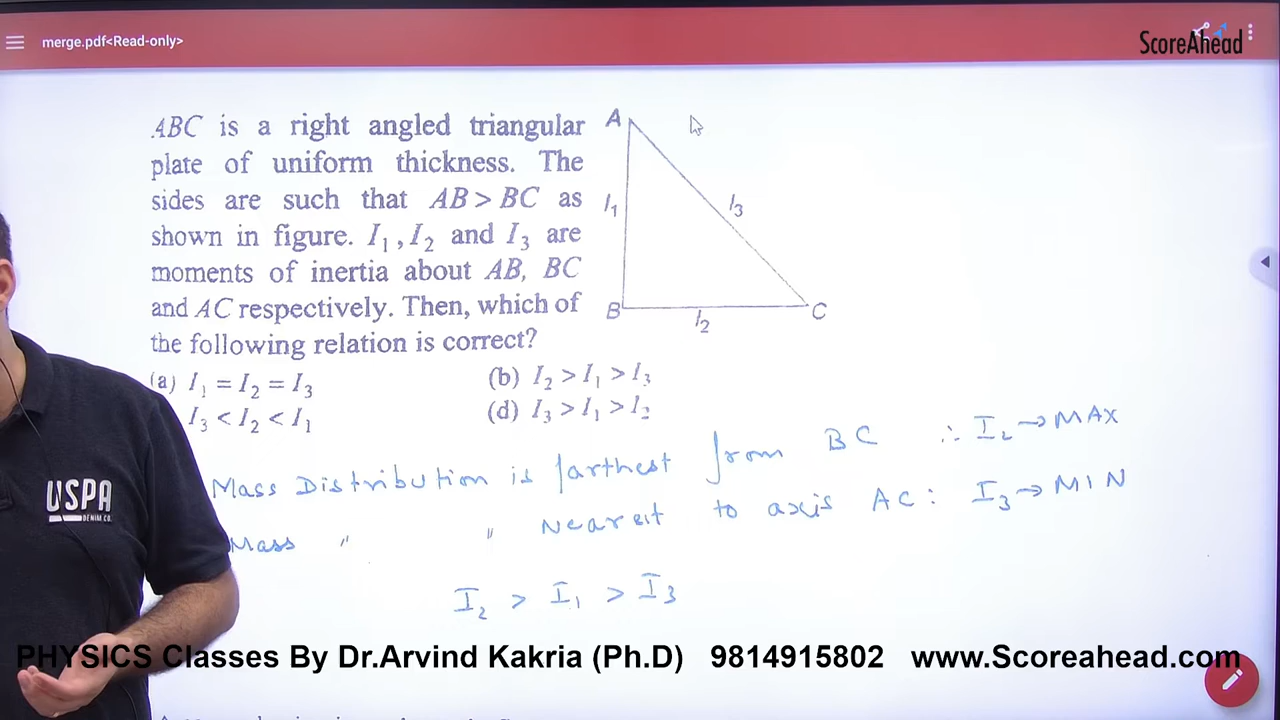 merge.pdf<Read-only>
ScoreAhead
ABC is a right angled triangular
plate of uniform thickness. The
sides are such that AB > BC as
shown in figure. I₁, I₂ and I₃ are
moments of inertia about AB, BC
and AC respectively. Then, which of
the following relation is correct?
A
I₁
I₃
B
I₂
C
(a) I₁ = I₂ = I₃
(b) I₂ > I₁ > I₃
I₃ < I₂ < I₁
(d) I₃ > I₁ > I₂
Mass Distribution is farthest from BC ∴ I₂ → MAX
Mass " " Nearest to axis AC : I₃ → MIN
I₂ > I₁ > I₃
USPA
DENIM CO.
PHYSICS Classes By Dr.Arvind Kakria (Ph.D) 9814915802 www.Scoreahead.com